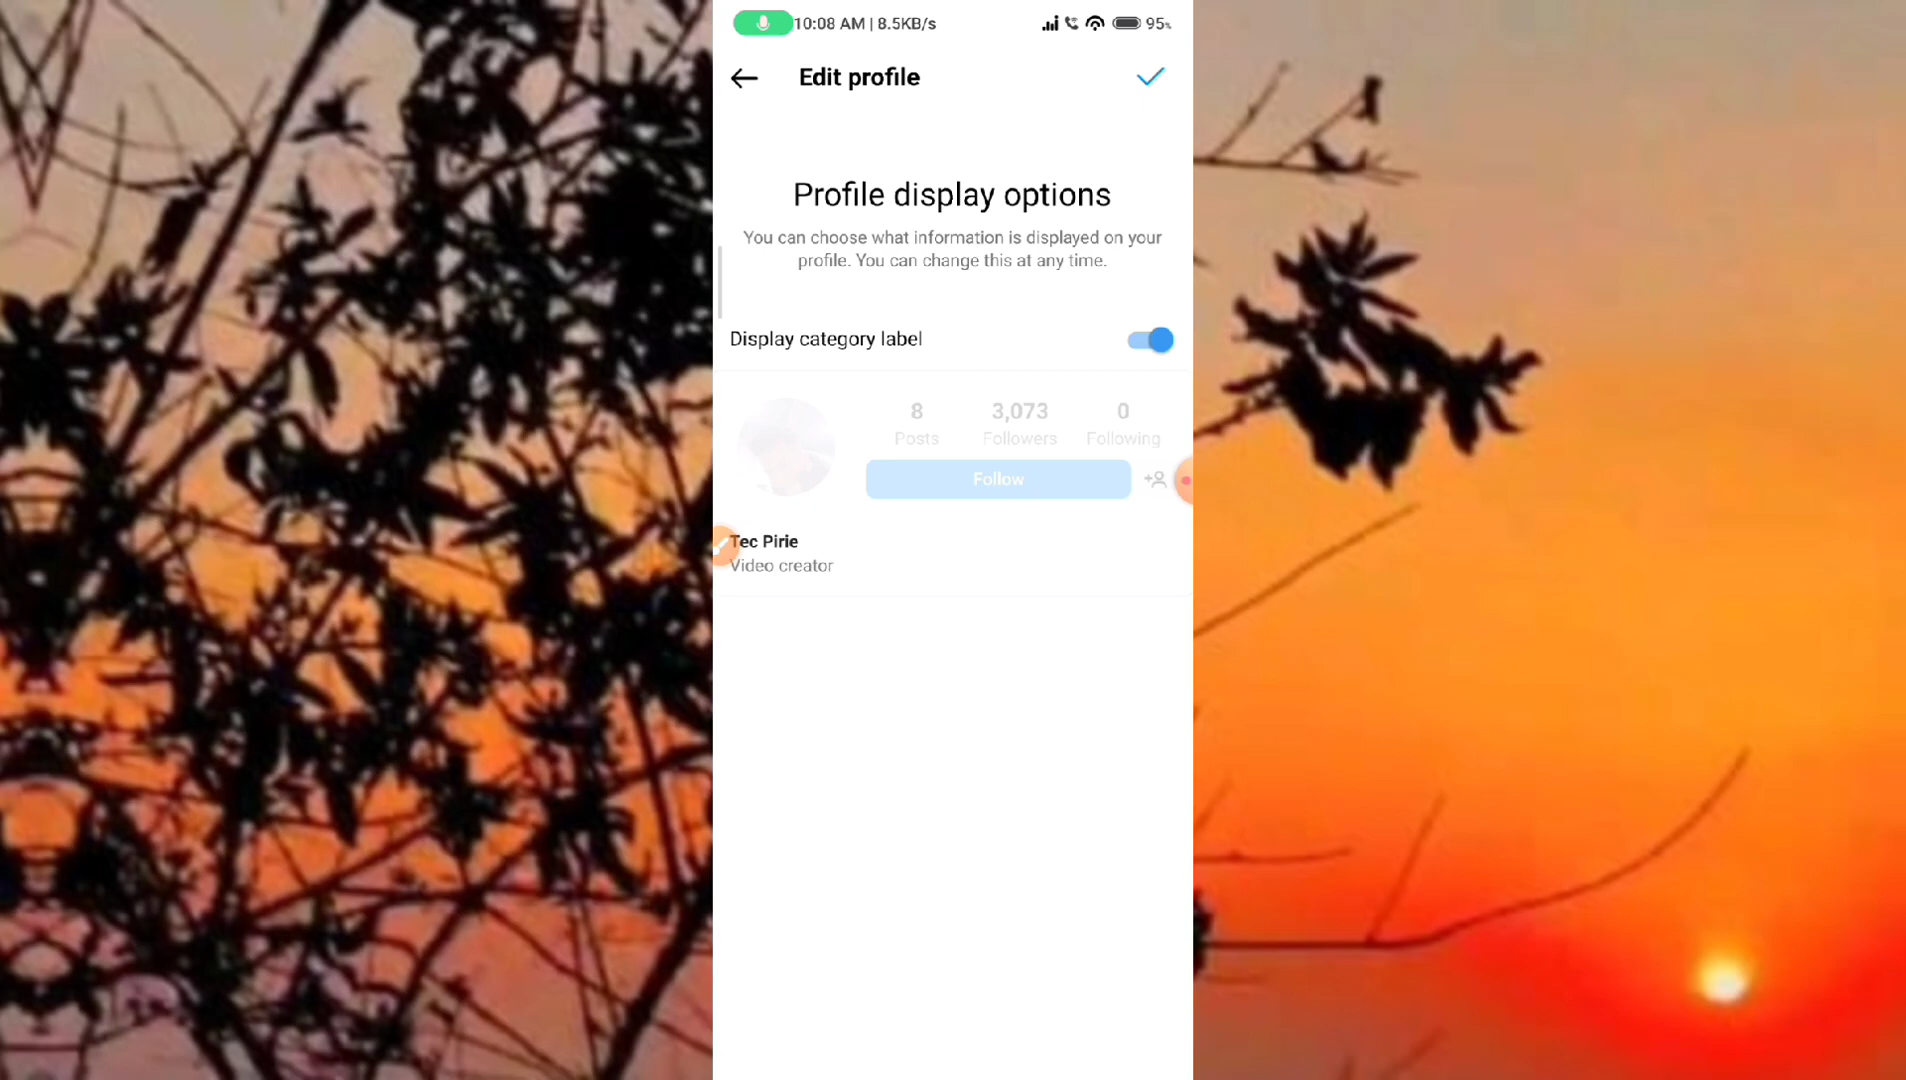 10:08 AM | 8.5KB/s 95%
Edit profile
Profile display options
You can choose what information is displayed on your
profile. You can change this at any time.
Display category label
8 3,073 0
Posts Followers Following
Follow
Tec Pirie
Video creator